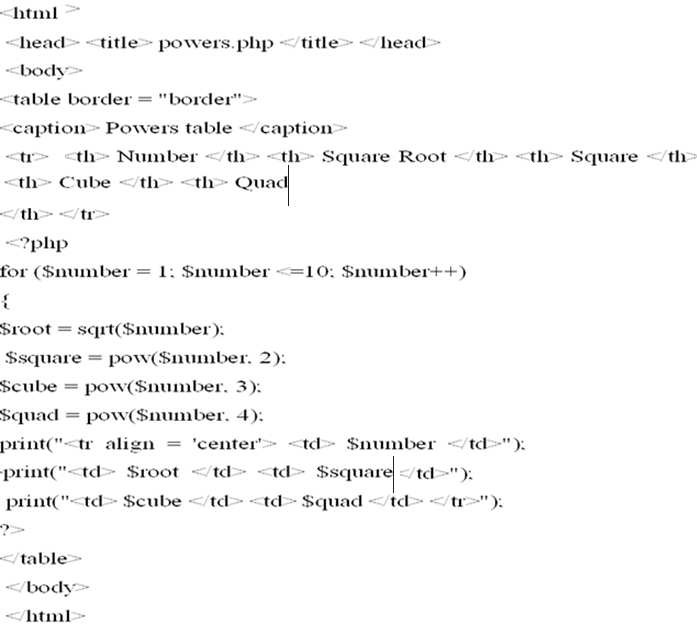 <html >
<head> <title> powers.php </title> </head>
<body>
<table border = "border">
<caption> Powers table </caption>
<tr> <th> Number </th> <th> Square Root </th> <th> Square </th>
<th> Cube </th> <th> Quad
</th> </tr>
<?php
for ($number = 1; $number <=10; $number++)
{
$root = sqrt($number);
$square = pow($number, 2);
$cube = pow($number, 3);
$quad = pow($number, 4);
print("<tr align = 'center'> <td> $number </td>");
print("<td> $root </td> <td> $square </td>");
print("<td> $cube </td> <td> $quad </td> </tr>");
?>
</table>
</body>
</html>